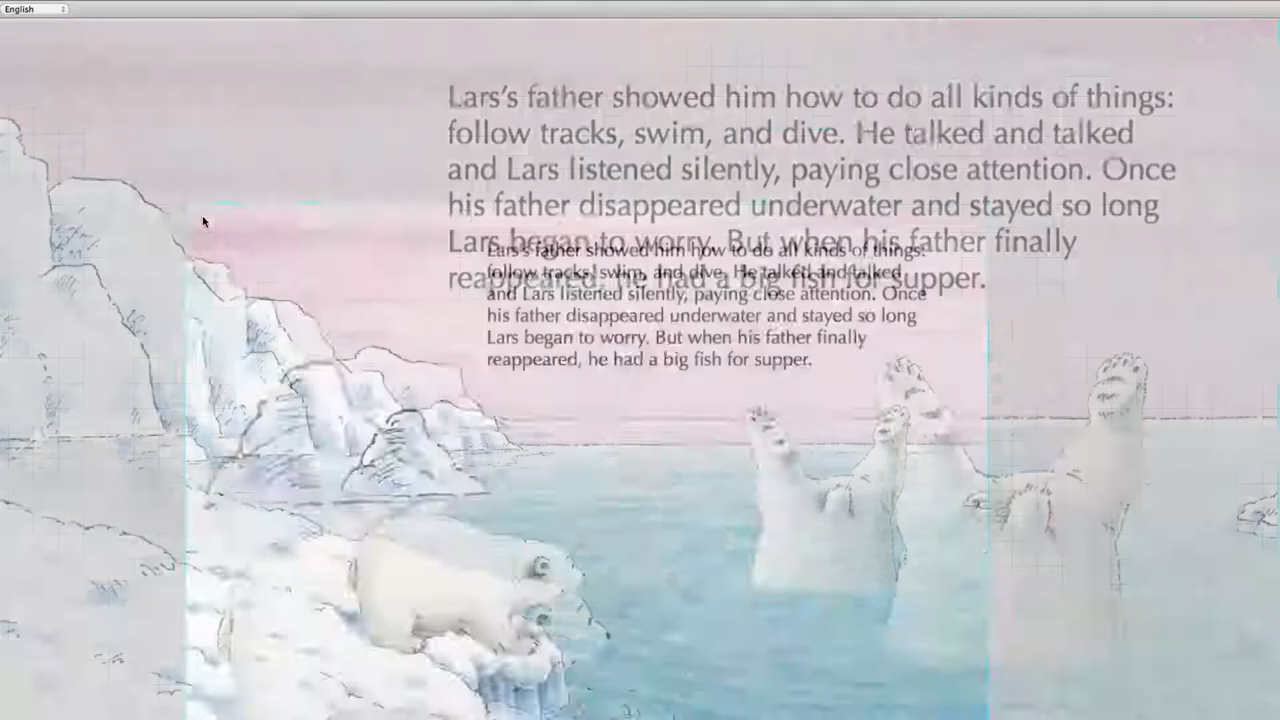 English
Lars's father showed him how to do all kinds of things:
follow tracks, swim, and dive. He talked and talked
and Lars listened silently, paying close attention. Once
his father disappeared underwater and stayed so long
Lars began to worry. But when his father finally
reappeared, he had a big fish for supper.
Lars's father showed him how to do all kinds of things:
follow tracks, swim, and dive. He talked and talked
and Lars listened silently, paying close attention. Once
his father disappeared underwater and stayed so long
Lars began to worry. But when his father finally
reappeared, he had a big fish for supper.